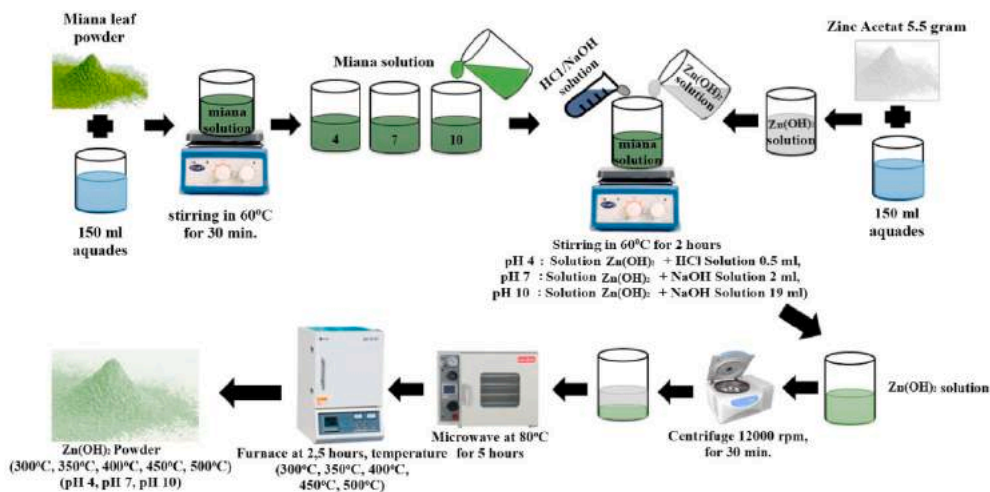 Miana leaf
powder
150 ml
aquades
miana
solution
stirring in 60⁰C
for 30 min.
Miana solution
4
7
10
HCl/NaOH
solution
Zn(OH)₂
solution
miana
solution
Zinc Acetat 5.5 gram
Zn(OH)₂
solution
150 ml
aquades
Stirring in 60⁰C for 2 hours
pH 4 : Solution Zn(OH)₂ + HCl Solution 0.5 ml,
pH 7 : Solution Zn(OH)₂ + NaOH Solution 2 ml,
pH 10 : Solution Zn(OH)₂ + NaOH Solution 19 ml)
Zn(OH)₂ solution
Centrifuge 12000 rpm,
for 30 min.
Microwave at 80⁰C
for 5 hours
Furnace at 2,5 hours, temperature
(300⁰C, 350⁰C, 400⁰C,
450⁰C, 500⁰C)
Zn(OH)₂ Powder
(300⁰C, 350⁰C, 400⁰C, 450⁰C, 500⁰C)
(pH 4, pH 7, pH 10)